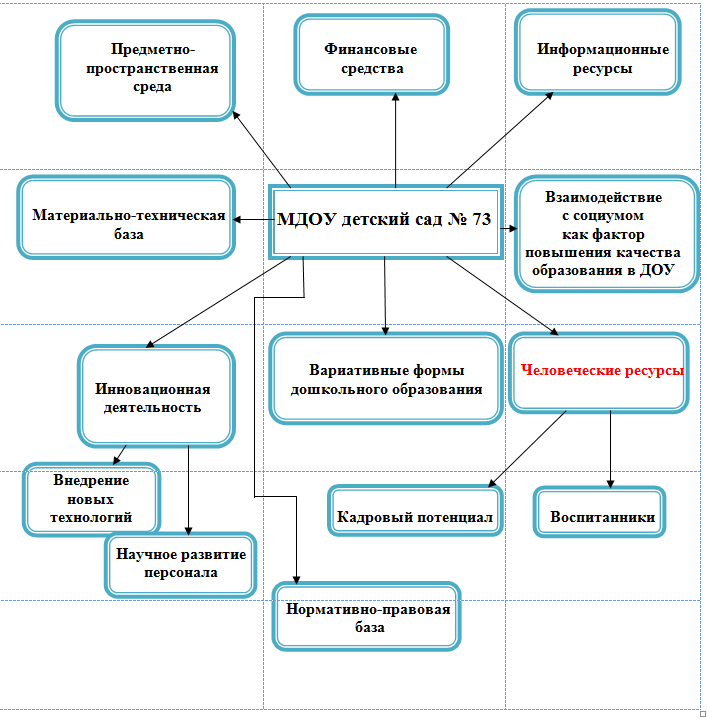 Предметно-
пространственная
среда
Финансовые
средства
Информационные
ресурсы
Материально-техническая
база
МДОУ детский сад № 73
Взаимодействие
с социумом
как фактор
повышения качества
образования в ДОУ
Инновационная
деятельность
Вариативные формы
дошкольного образования
Человеческие ресурсы
Внедрение
новых
технологий
Кадровый потенциал
Воспитанники
Научное развитие
персонала
Нормативно-правовая
база